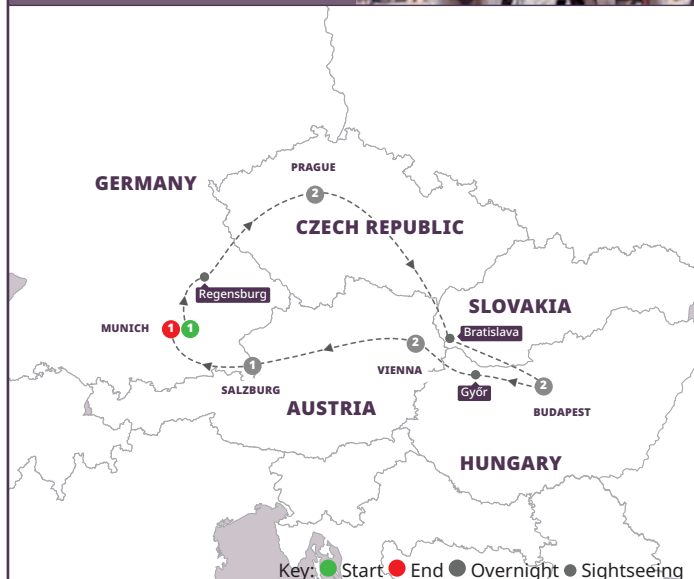 PRAGUE
GERMANY
2
CZECH REPUBLIC
Regensburg
SLOVAKIA
MUNICH
1
1
Bratislava
2
VIENNA
1
SALZBURG
Győr
2
BUDAPEST
AUSTRIA
HUNGARY
Key: Start End Overnight Sightseeing